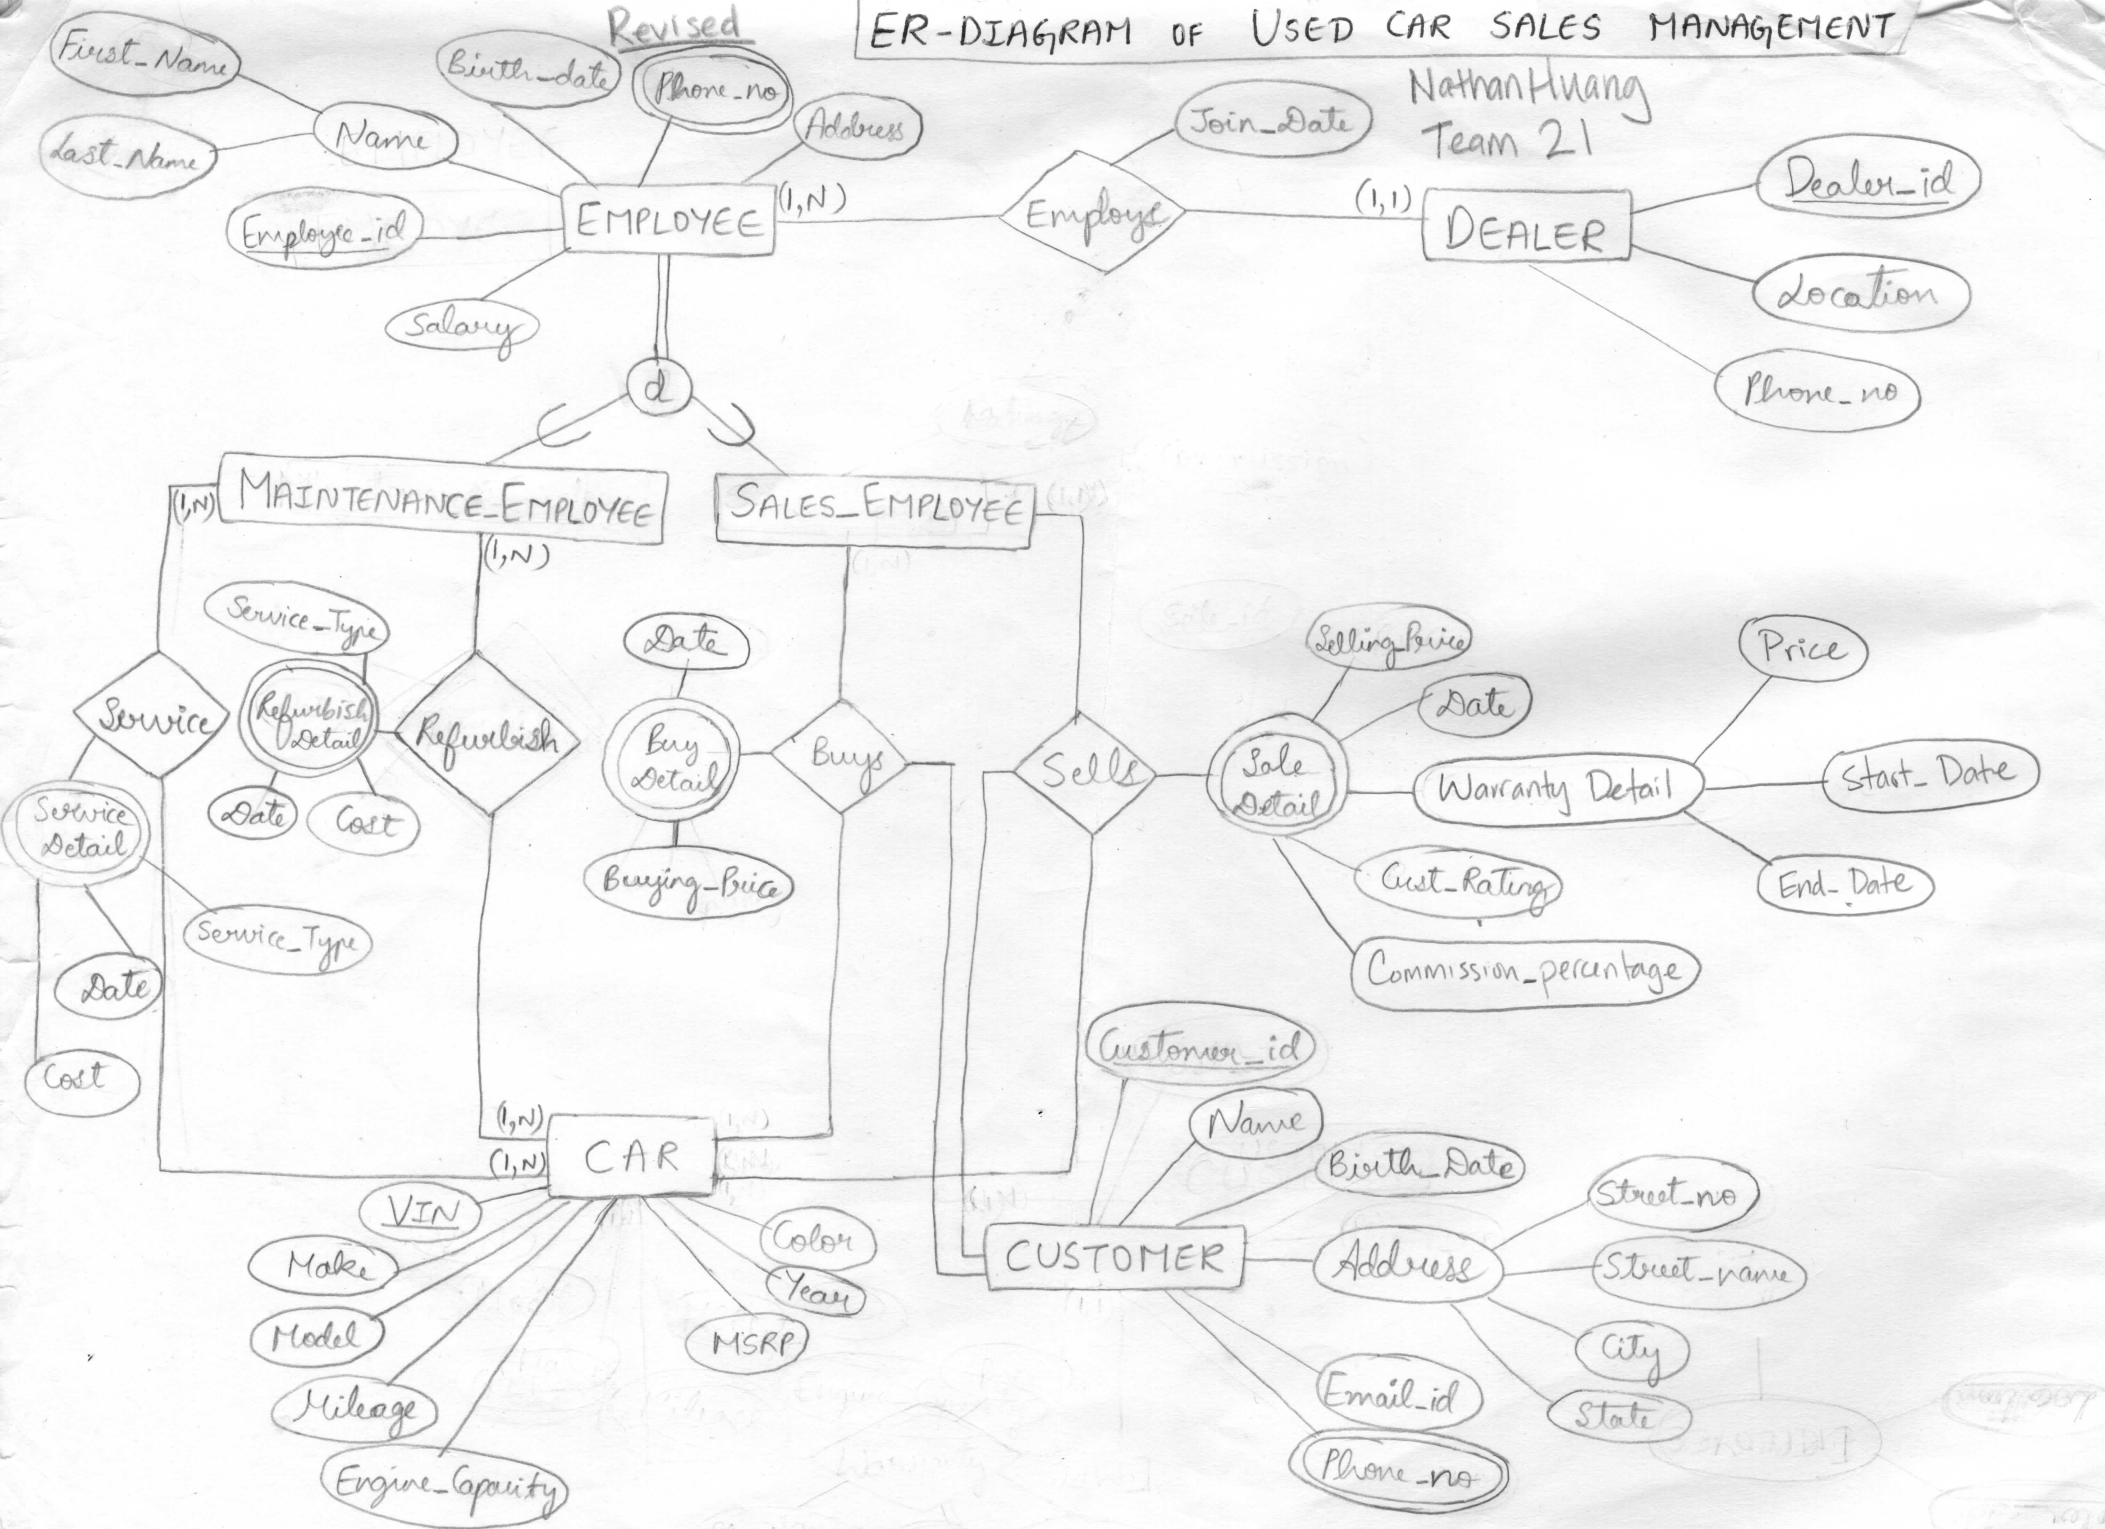 Revised
ER-DIAGRAM OF USED CAR SALES MANAGEMENT
Nathan Huang
Team 21
First_Name
Last_Name
Name
Birth_date
Phone_no
Address
Employee_id
Salary
EMPLOYEE
(1,N)
Join_Date
Employs
(1,1)
DEALER
Dealer_id
Location
Phone_no
d
(1,N)
MAINTENANCE_EMPLOYEE
(1,N)
SALES_EMPLOYEE
Service_Type
Service
Refurbish
Detail
Refurbish
Date
Cost
Service
Detail
Service_Type
Date
Cost
Date
Buy
Detail
Buys
Buying_Price
Sells
Sale
Detail
Selling_Price
Date
Warranty Detail
Price
Start_Date
End_Date
Cust_Rating
Commission_percentage
(1,N)
(1,N)
CAR
(1,N)
VIN
Make
Model
Mileage
Engine_Capacity
Color
Year
MSRP
Customer_id
Name
Birth_Date
CUSTOMER
Address
Street_no
Street_name
City
State
Email_id
Phone_no